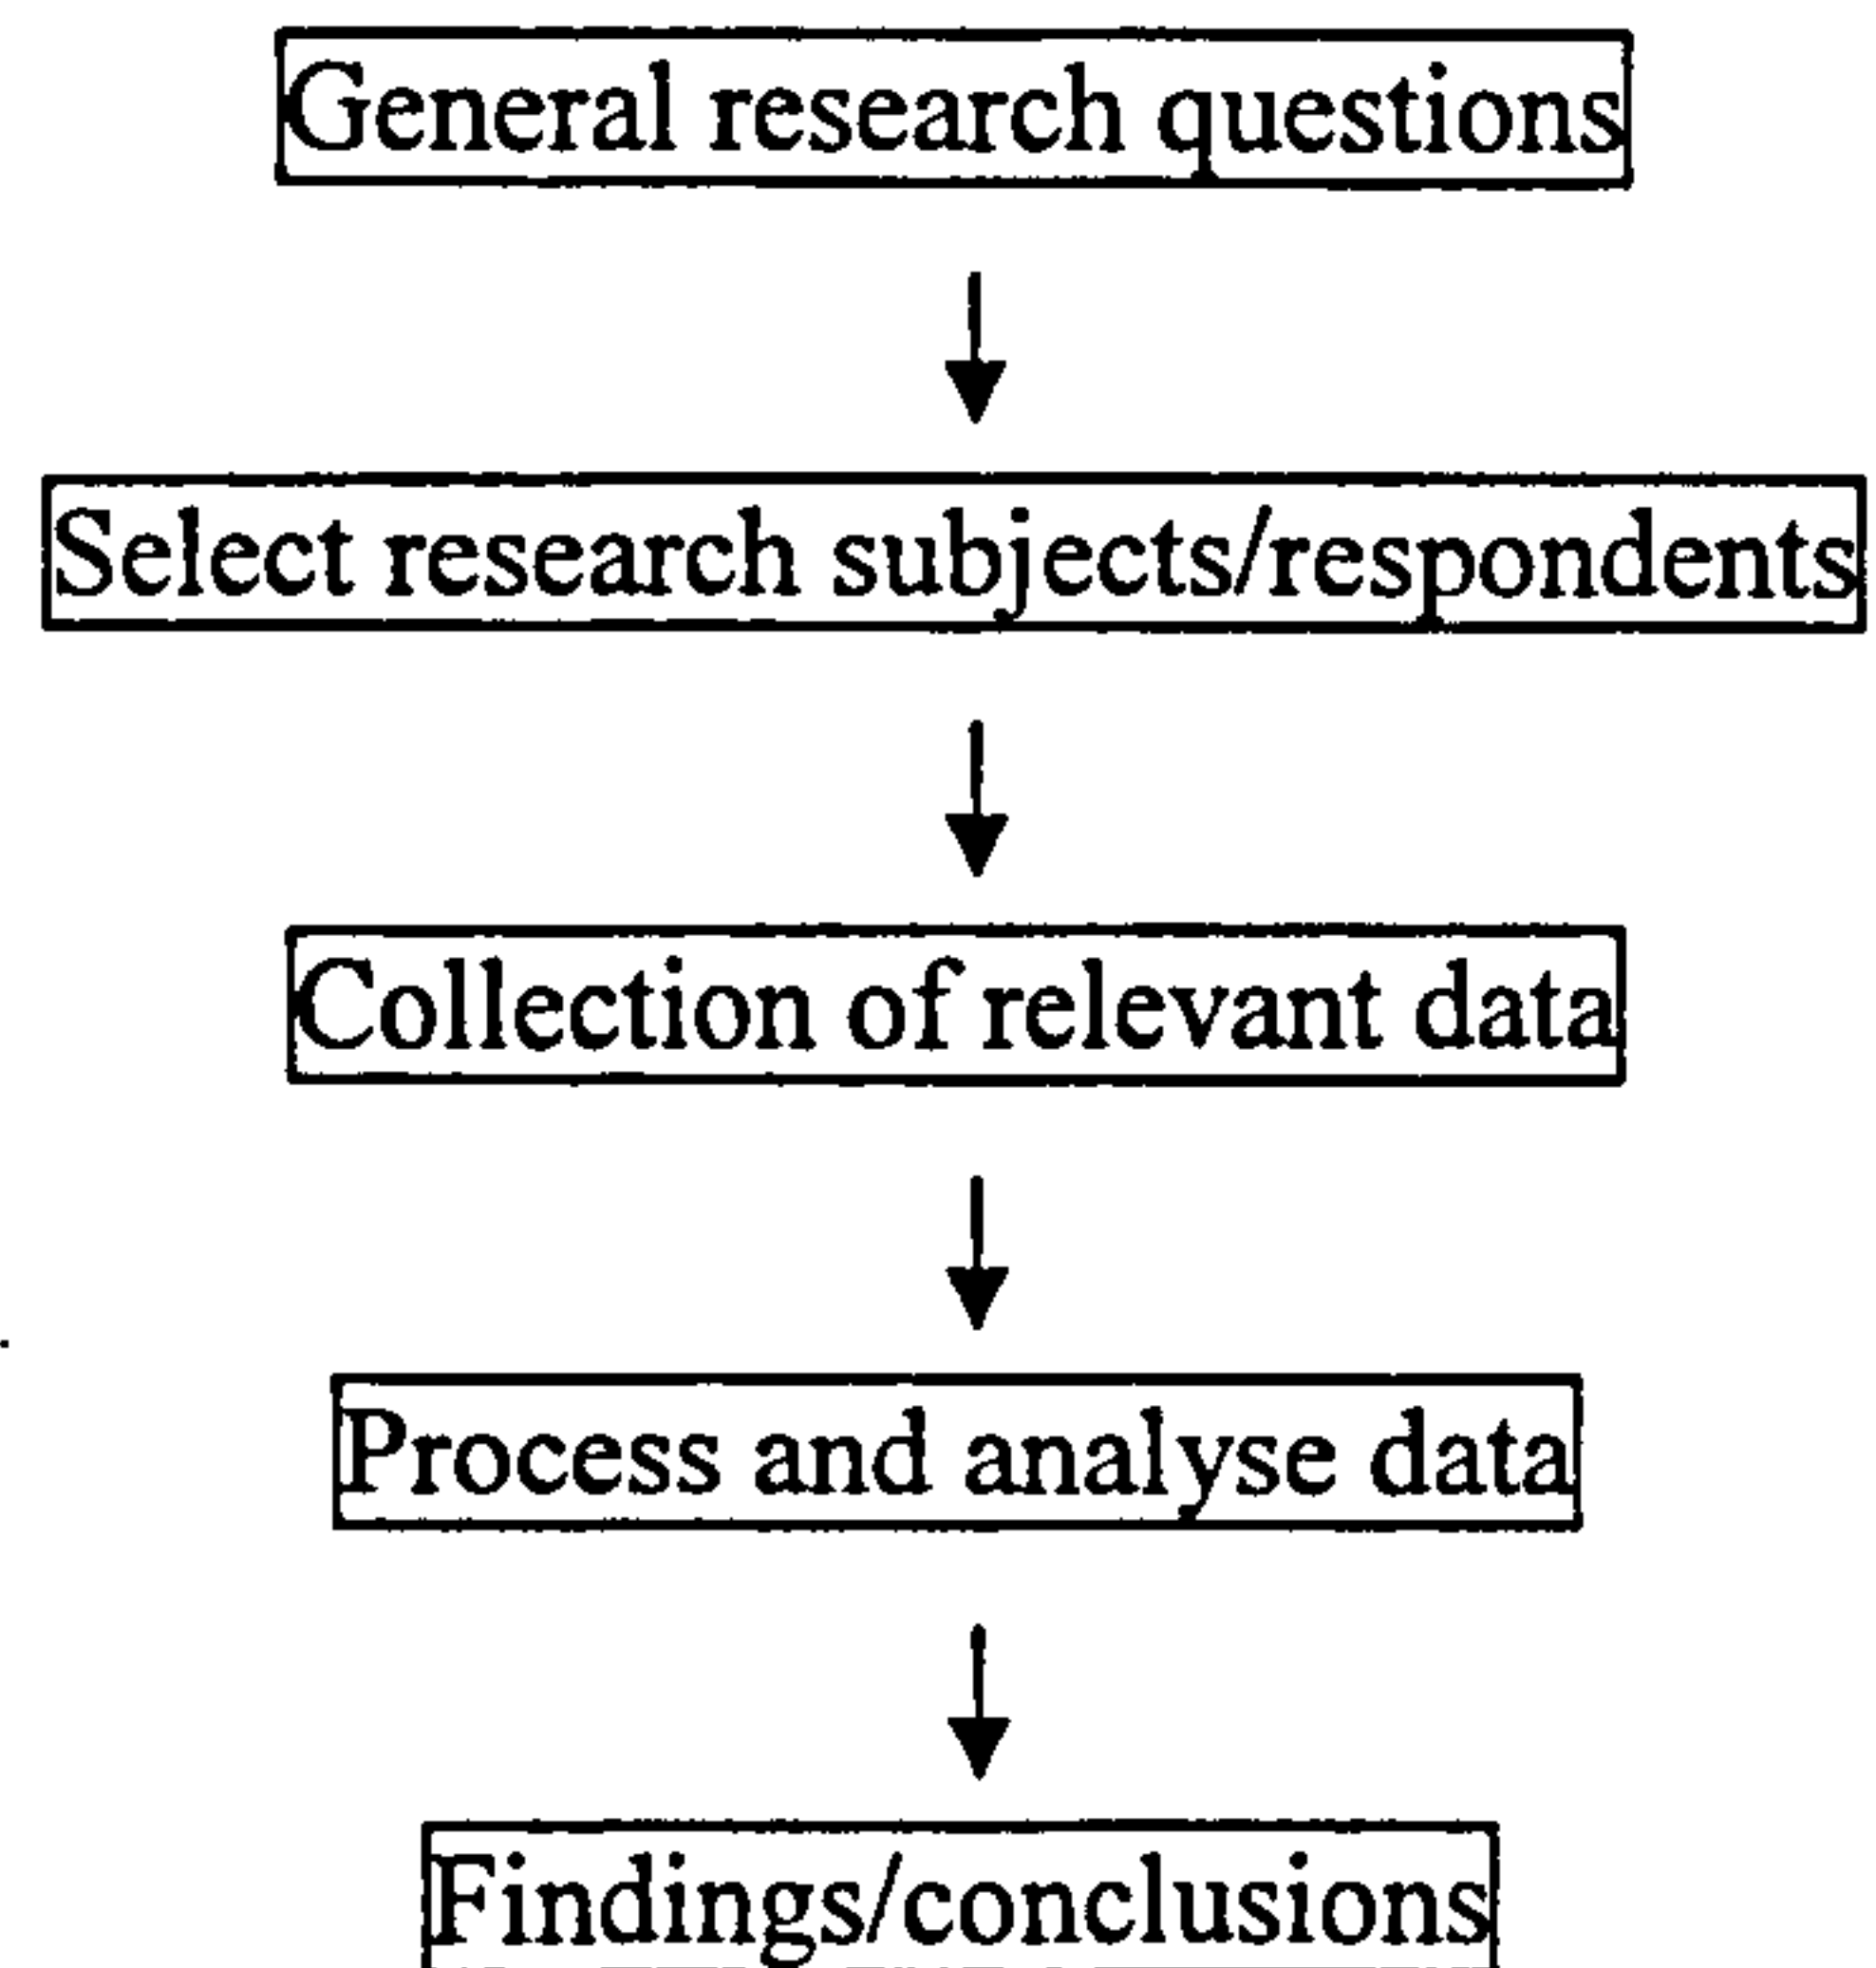 General research questions
Select research subjects/respondents
Collection of relevant data
Process and analyse data
Findings/conclusions